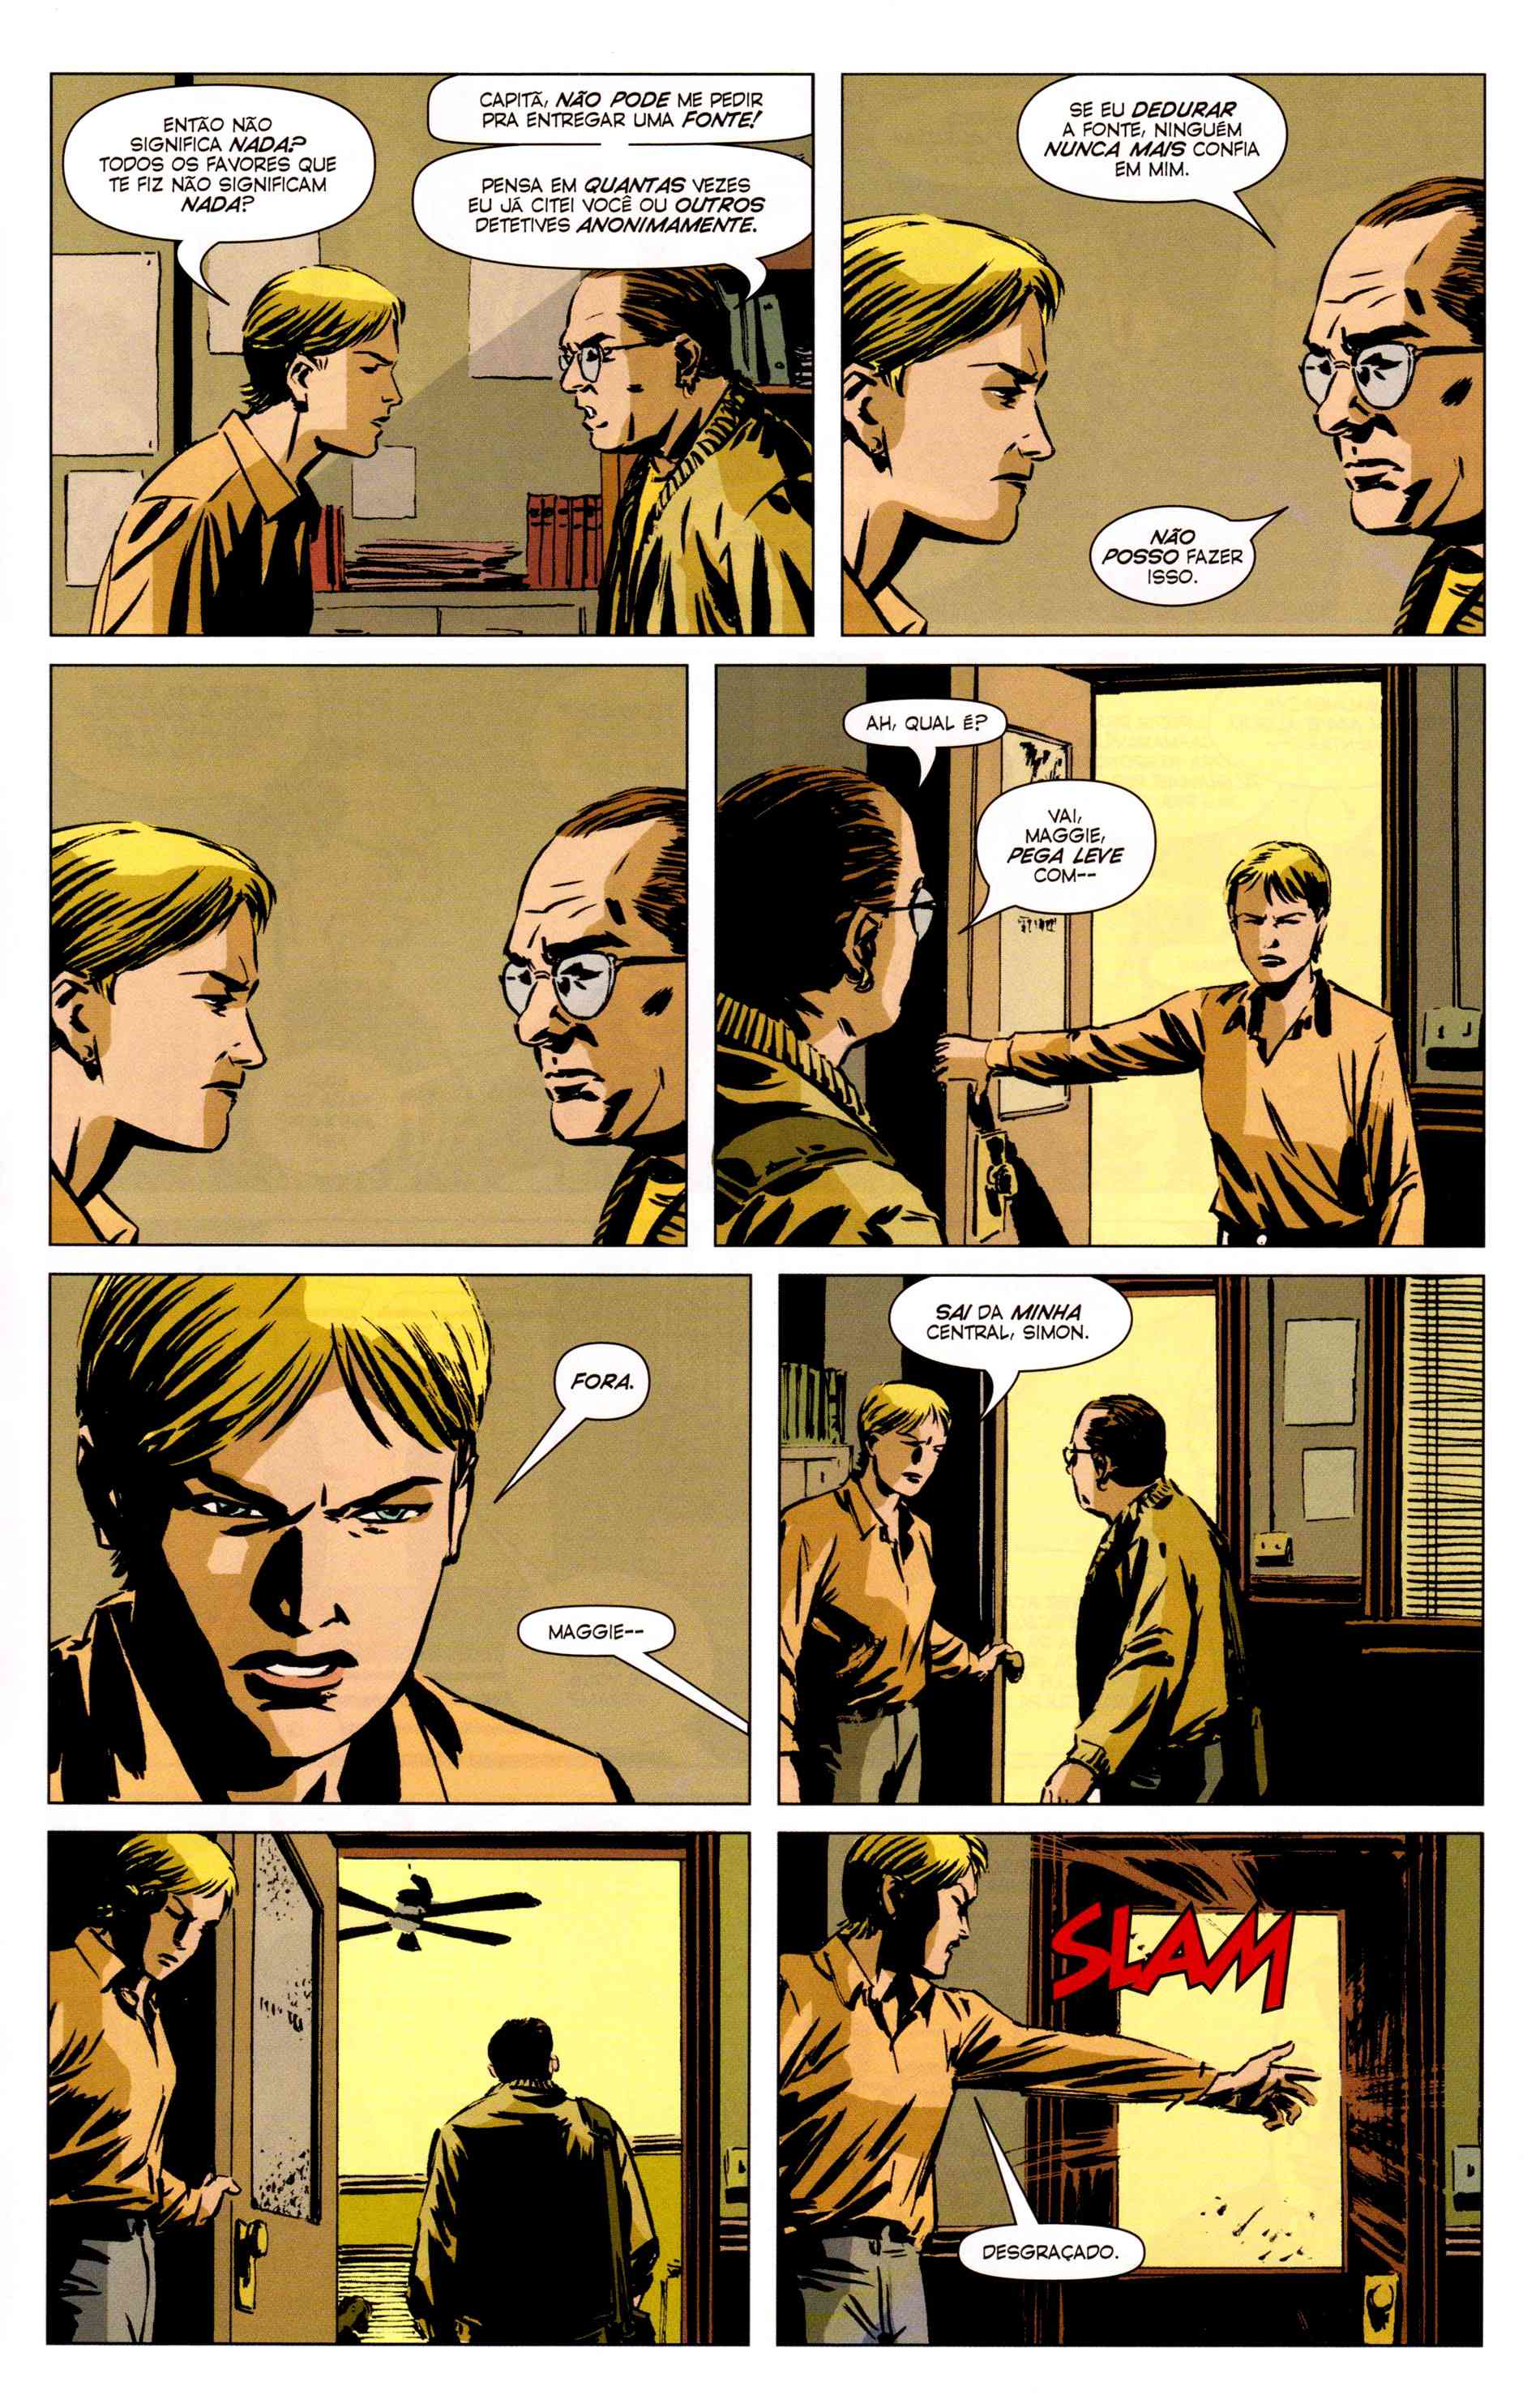 ENTÃO NÃO
SIGNIFICA NADA?
TODOS OS FAVORES QUE
TE FIZ NÃO SIGNIFICAM
NADA?
CAPITÃ, NÃO PODE ME PEDIR
PRA ENTREGAR UMA FONTE!
PENSA EM QUANTAS VEZES
EU JÁ CITEI VOCÊ OU OUTROS
DETETIVES ANONIMAMENTE.
SE EU DEDURAR
A FONTE, NINGUÉM
NUNCA MAIS CONFIA
EM MIM.
NÃO
POSSO FAZER
ISSO.
AH, QUAL É?
VAI,
MAGGIE,
PEGA LEVE
COM--
FORA.
MAGGIE--
SAI DA MINHA
CENTRAL, SIMON.
SLAM
DESGRAÇADO.